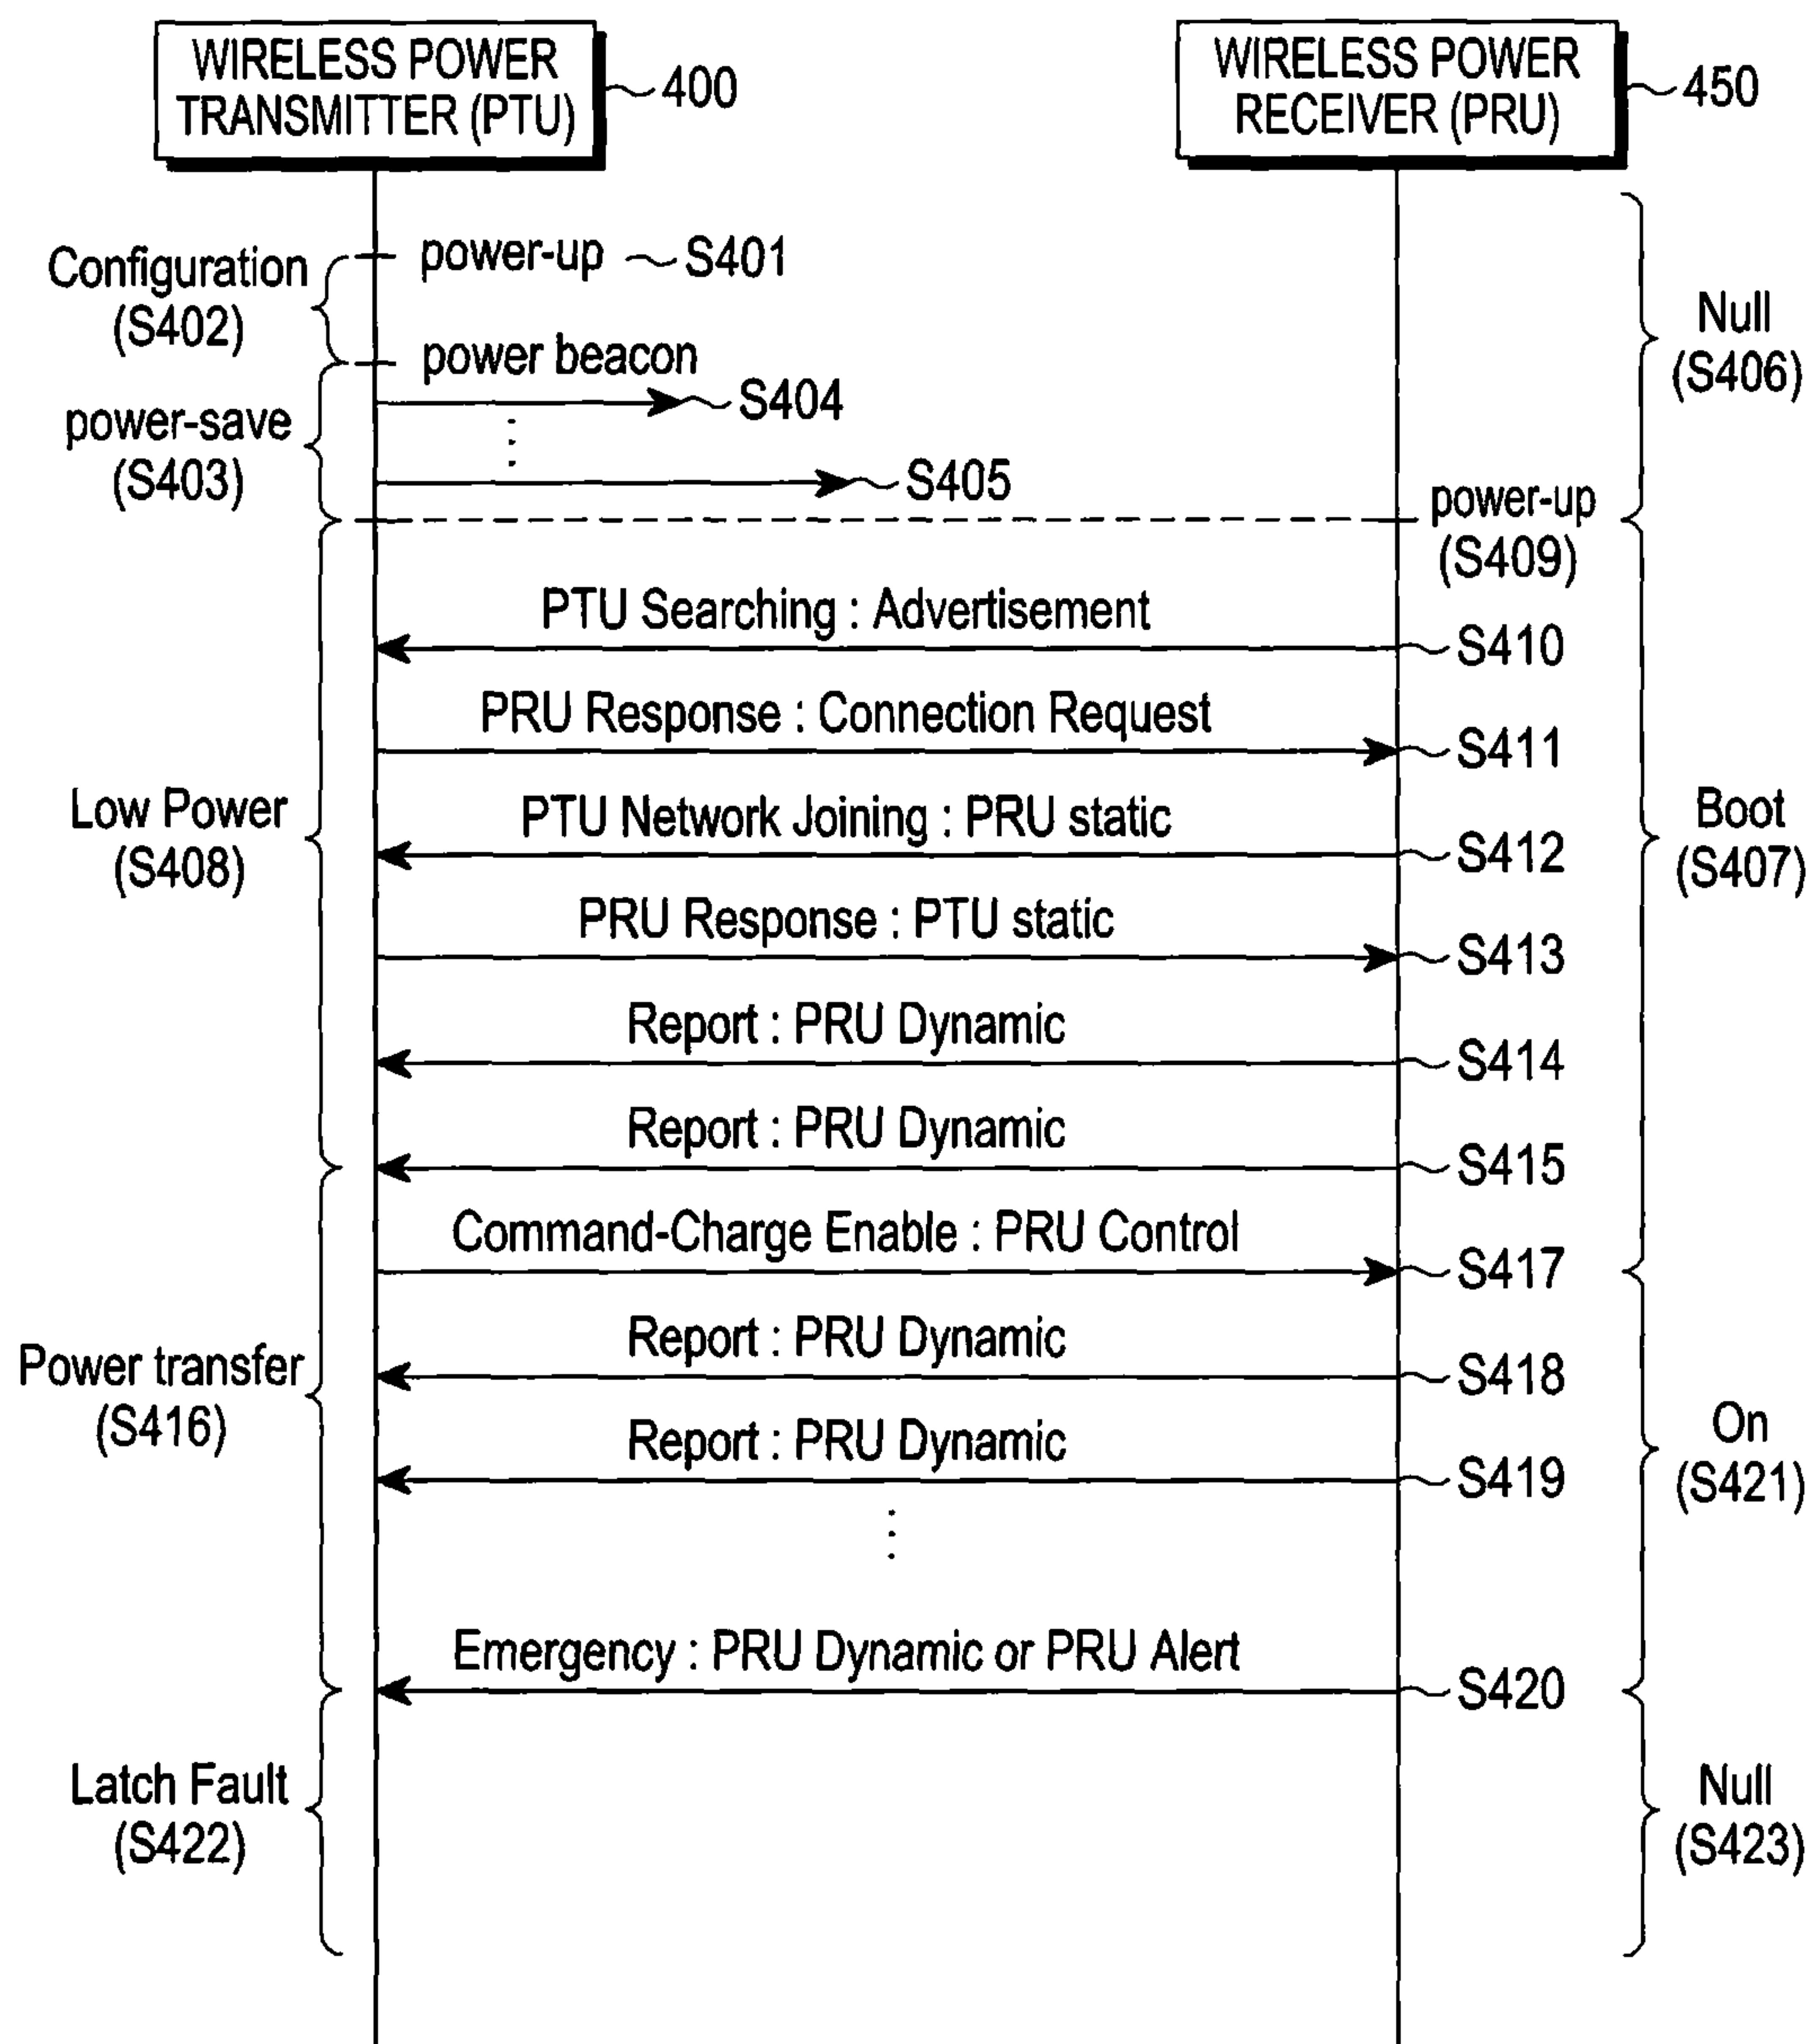 WIRELESS POWER
TRANSMITTER (PTU)
400
WIRELESS POWER
RECEIVER (PRU)
450
power-up
S401
Configuration
(S402)
Null
(S406)
power beacon
S404
power-save
(S403)
S405
power-up
(S409)
PTU Searching : Advertisement
S410
PRU Response : Connection Request
S411
Low Power
(S408)
PTU Network Joining : PRU static
S412
Boot
(S407)
PRU Response : PTU static
S413
Report : PRU Dynamic
S414
Report : PRU Dynamic
S415
Command-Charge Enable : PRU Control
S417
Report : PRU Dynamic
S418
Power transfer
(S416)
Report : PRU Dynamic
S419
On
(S421)
Emergency : PRU Dynamic or PRU Alert
S420
Latch Fault
(S422)
Null
(S423)